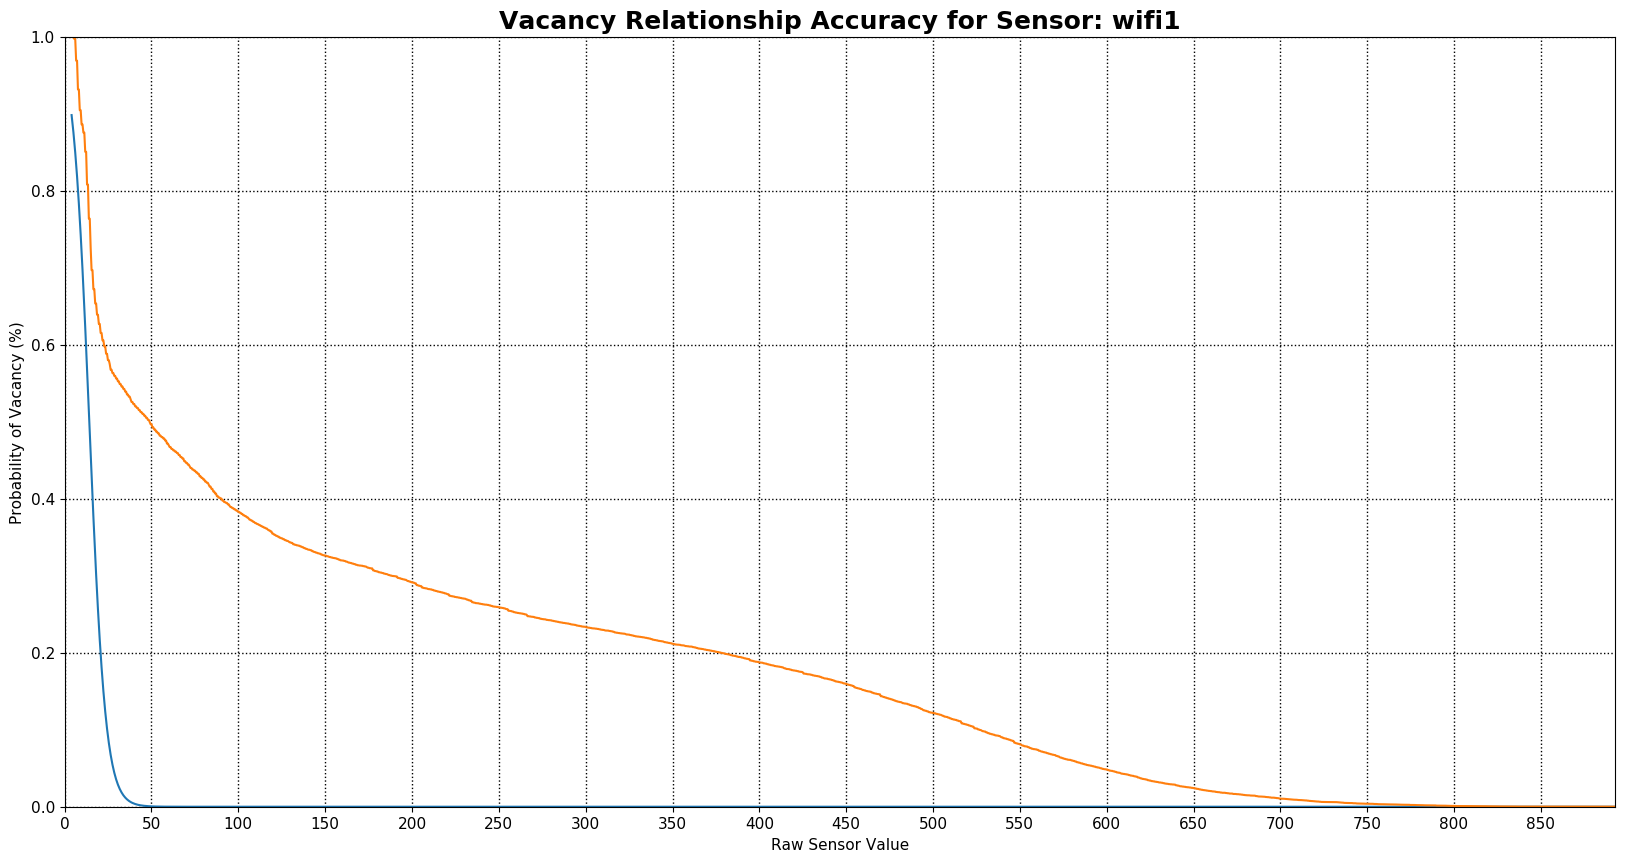 Vacancy Relationship Accuracy for Sensor: wifi1
Probability of Vacancy (%)
1.0
0.8
0.6
0.4
0.2
0.0
0 50 100 150 200 250 300 350 400 450 500 550 600 650 700 750 800 850
Raw Sensor Value